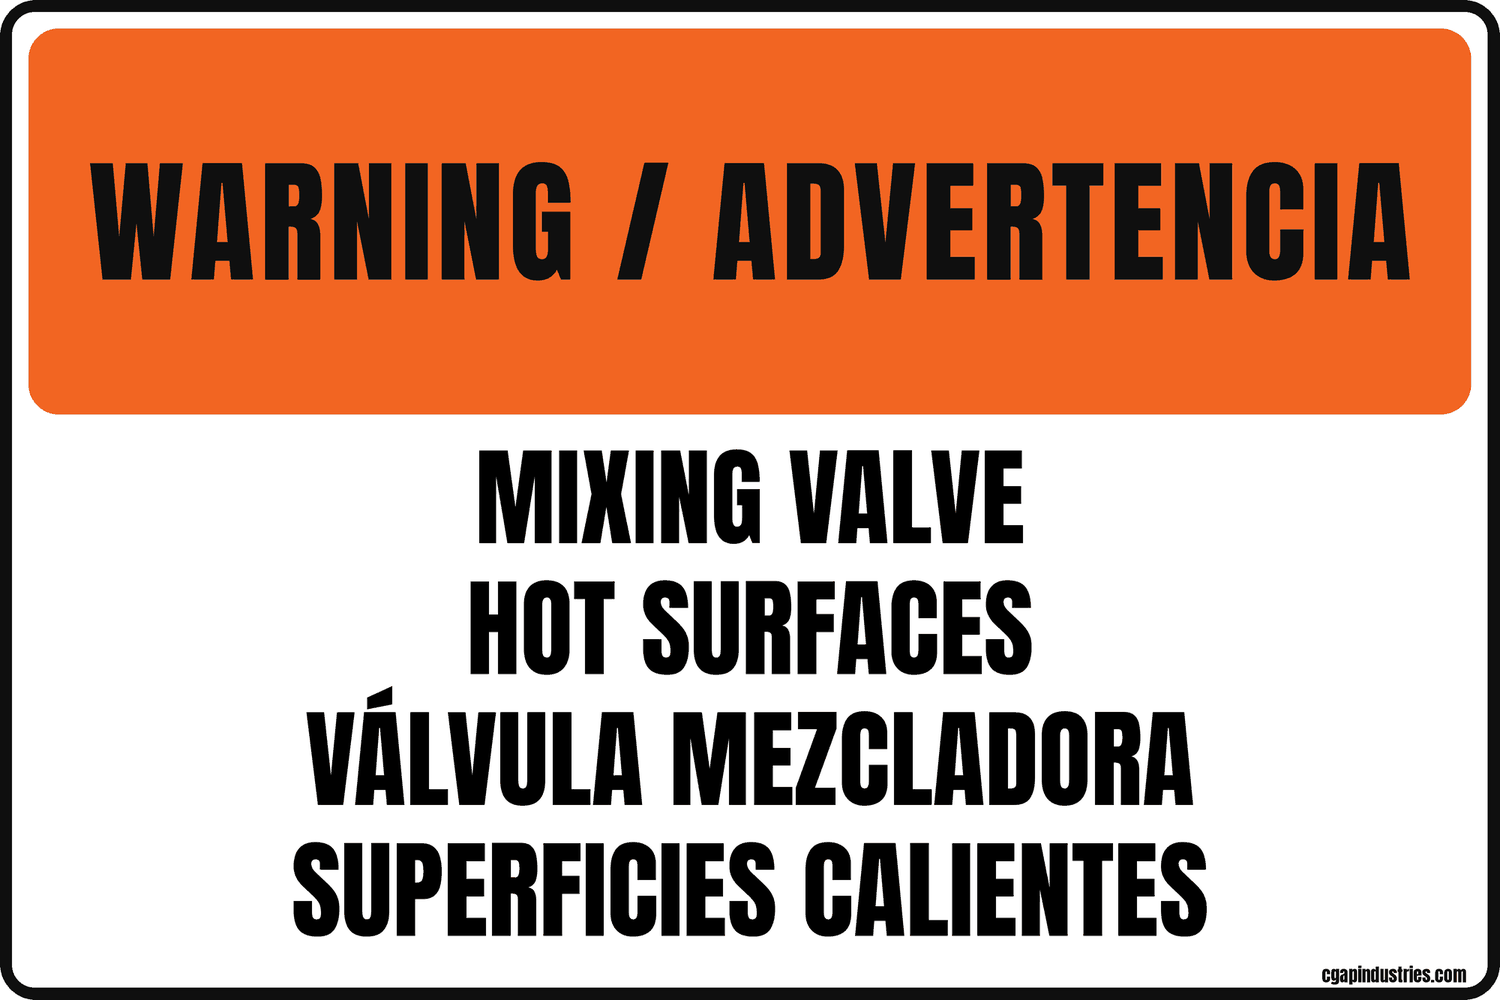 WARNING / ADVERTENCIA
MIXING VALVE
HOT SURFACES
VÁLVULA MEZCLADORA
SUPERFICIES CALIENTES
cgapindustries.com